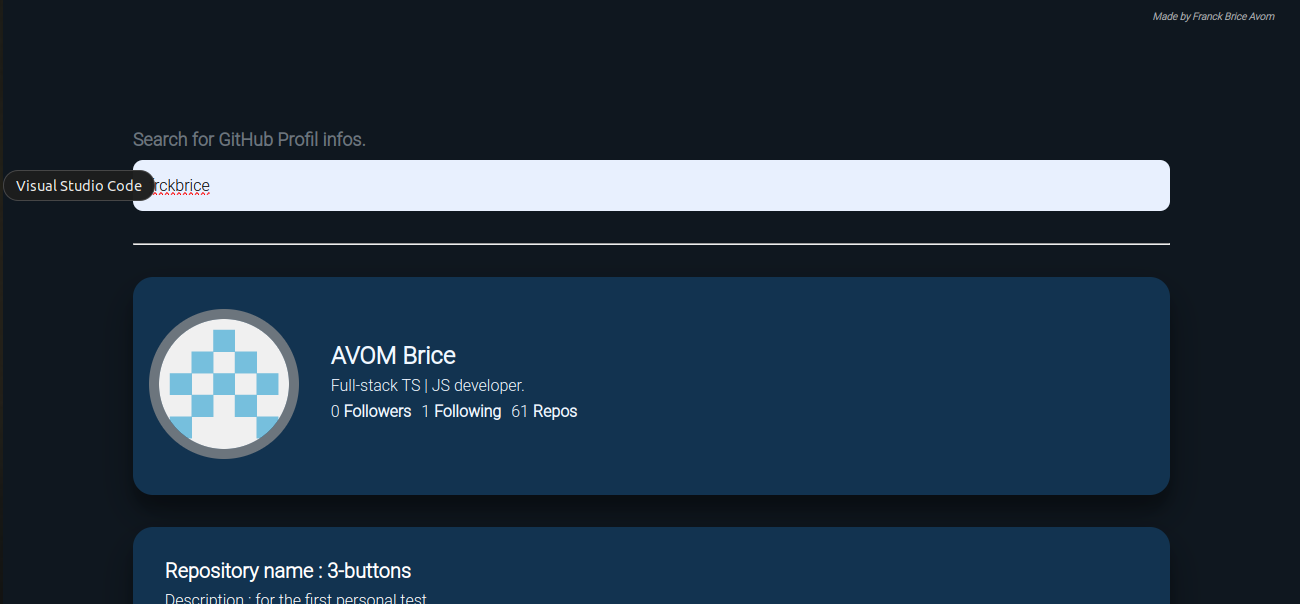 Made by Franck Brice Avom
Search for GitHub Profil infos.
Visual Studio Code
rckbrice
AVOM Brice
Full-stack TS | JS developer.
0 Followers 1 Following 61 Repos
Repository name : 3-buttons
Description : for the first personal test